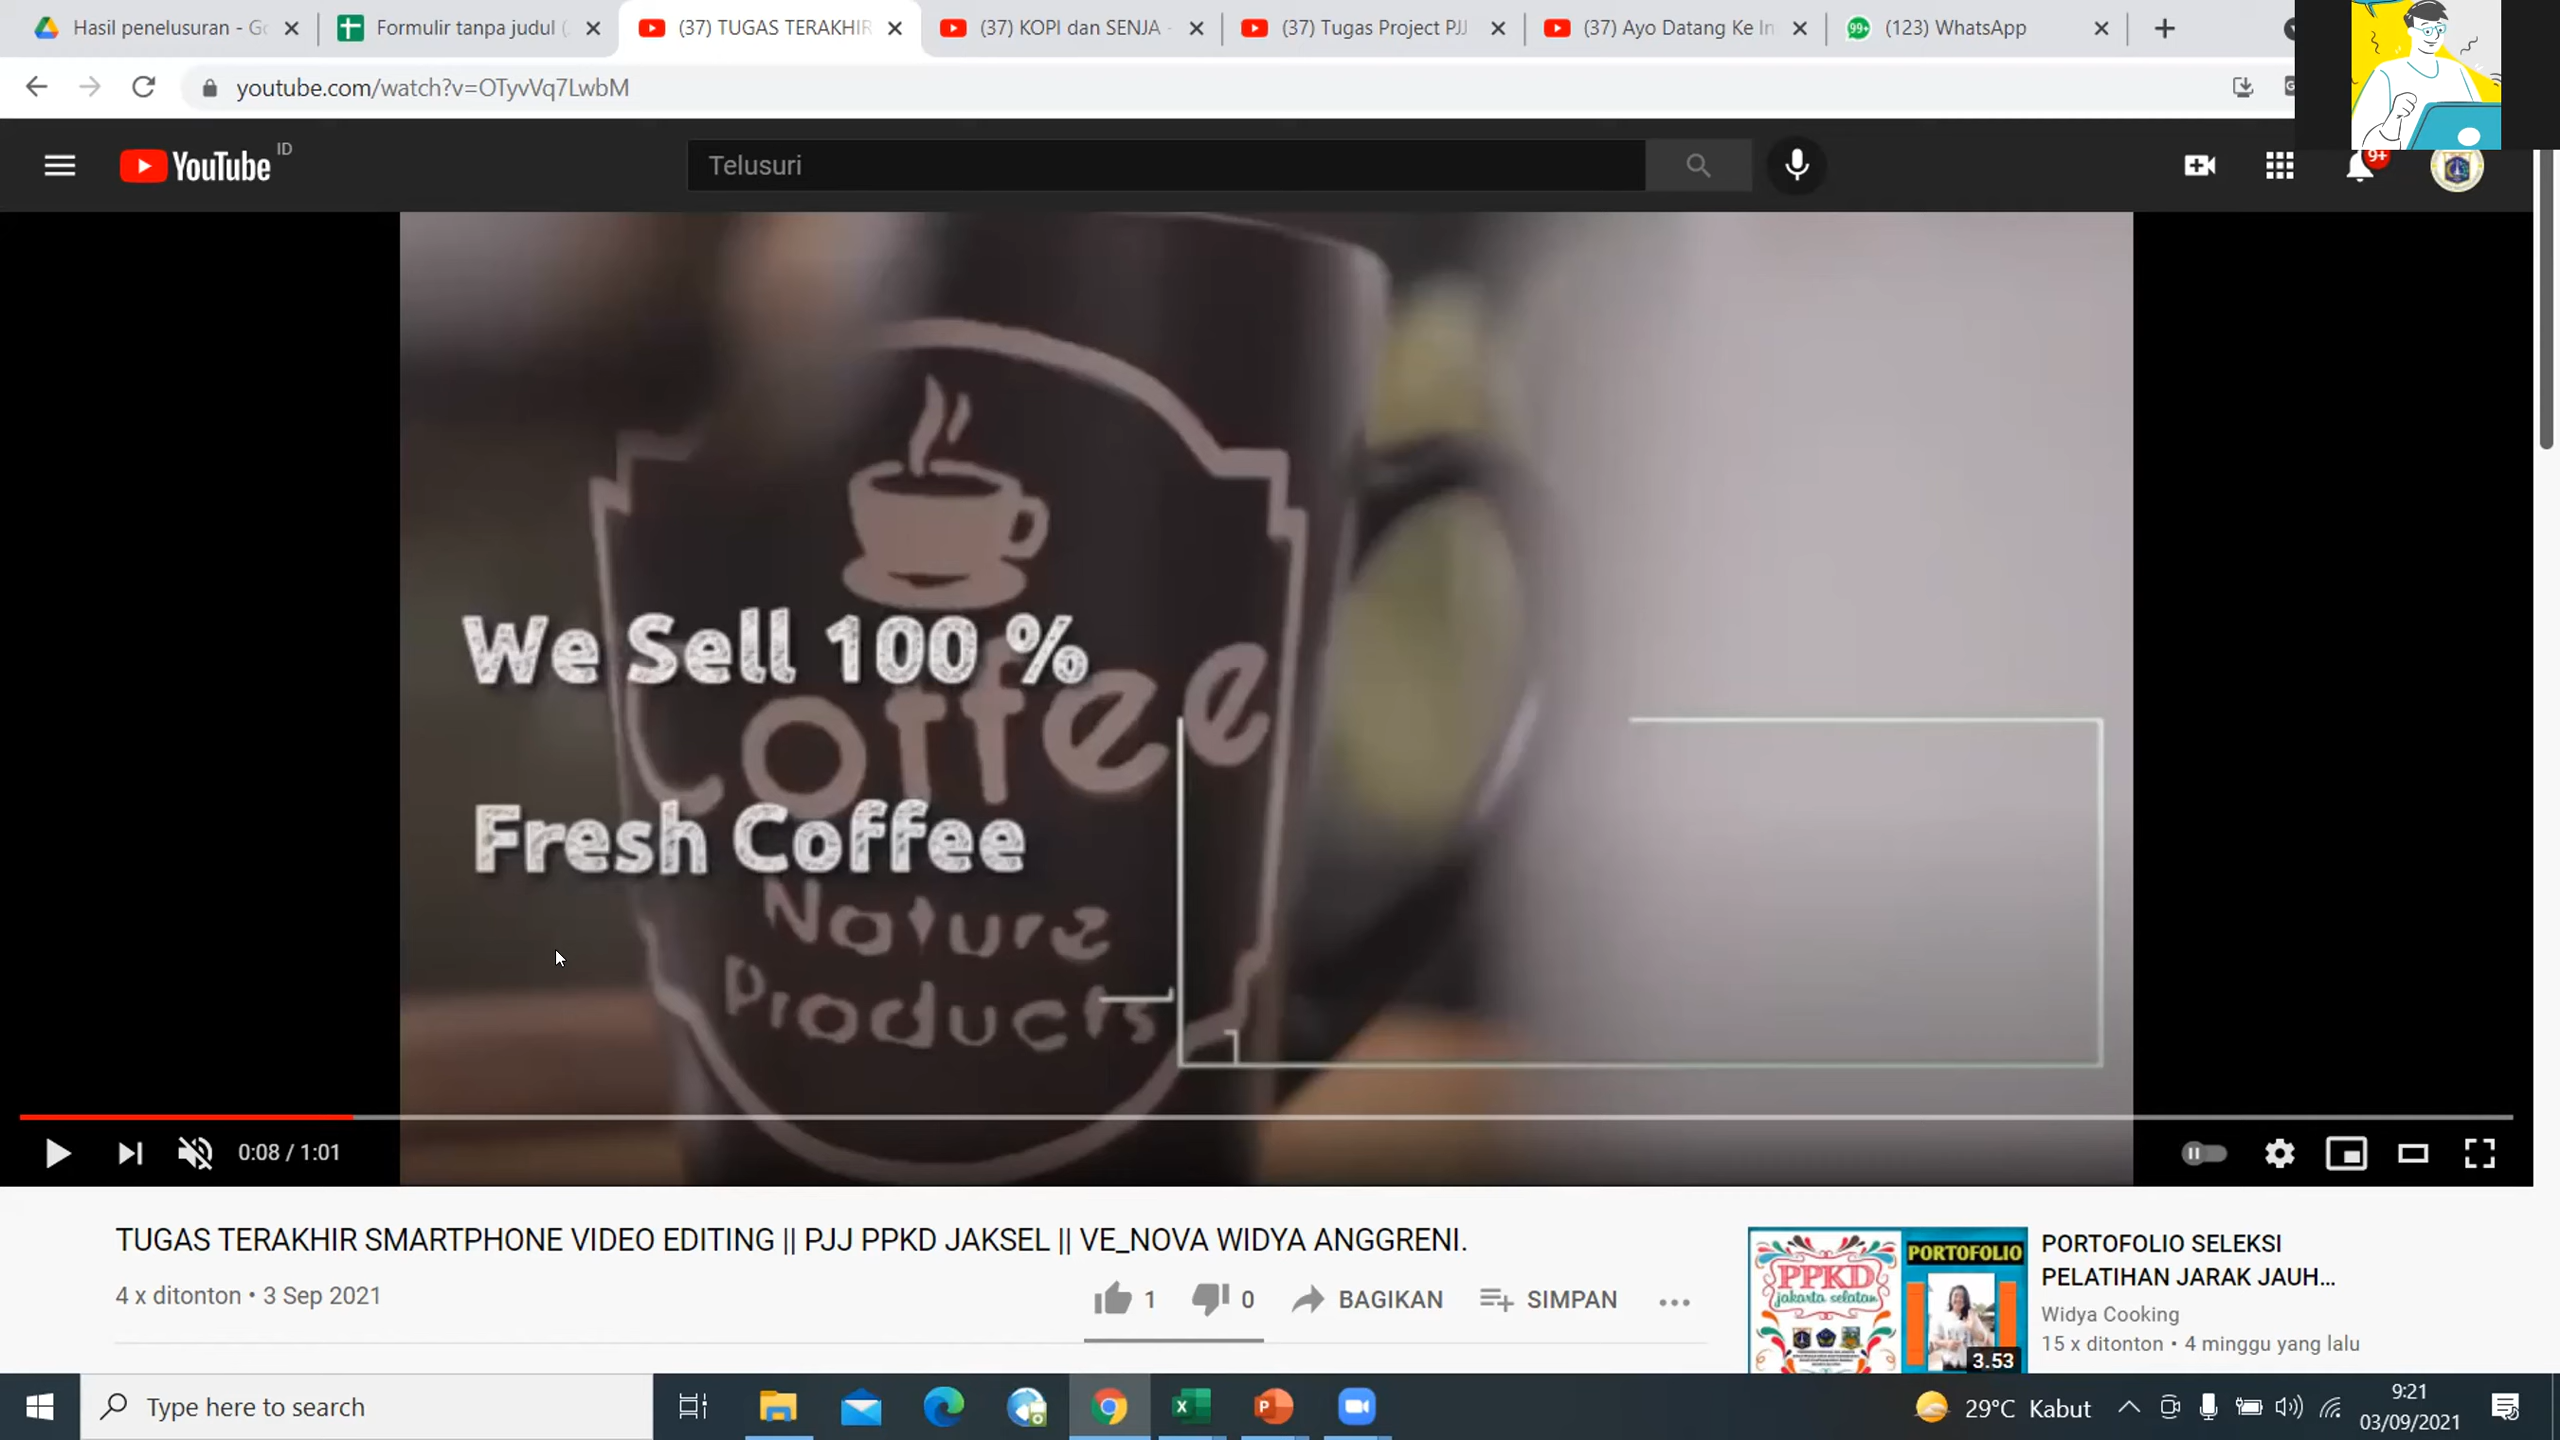 Hasil penelusuran - Go
Formulir tanpa judul (
(37) TUGAS TERAKHIR
(37) KOPI dan SENJA -
(37) Tugas Project PJJ
(37) Ayo Datang Ke In
99+
(123) WhatsApp
youtube.com/watch?v=OTyvVq7LwbM
YouTube ID
Telusuri
9+
We Sell 100 %
Coffee
Fresh Coffee
Nature
Products
0:08 / 1:01
TUGAS TERAKHIR SMARTPHONE VIDEO EDITING || PJJ PPKD JAKSEL || VE_NOVA WIDYA ANGGRENI.
4 x ditonton • 3 Sep 2021
1
0
BAGIKAN
SIMPAN
PPKD
jakarta selatan
PORTOFOLIO
3.53
PORTOFOLIO SELEKSI
PELATIHAN JARAK JAUH...
Widya Cooking
15 x ditonton • 4 minggu yang lalu
Type here to search
29°C Kabut
9:21
03/09/2021